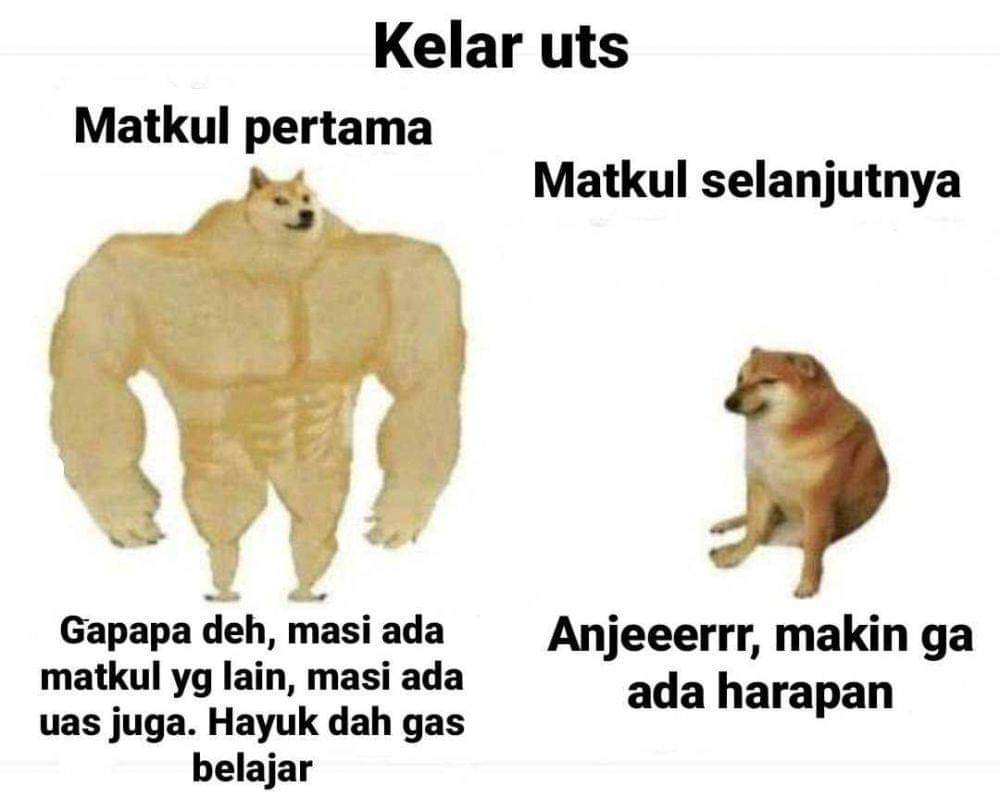 Kelar uts
Matkul pertama
Matkul selanjutnya
Gapapa deh, masi ada
matkul yg lain, masi ada
uas juga. Hayuk dah gas
belajar
Anjeeerrr, makin ga
ada harapan